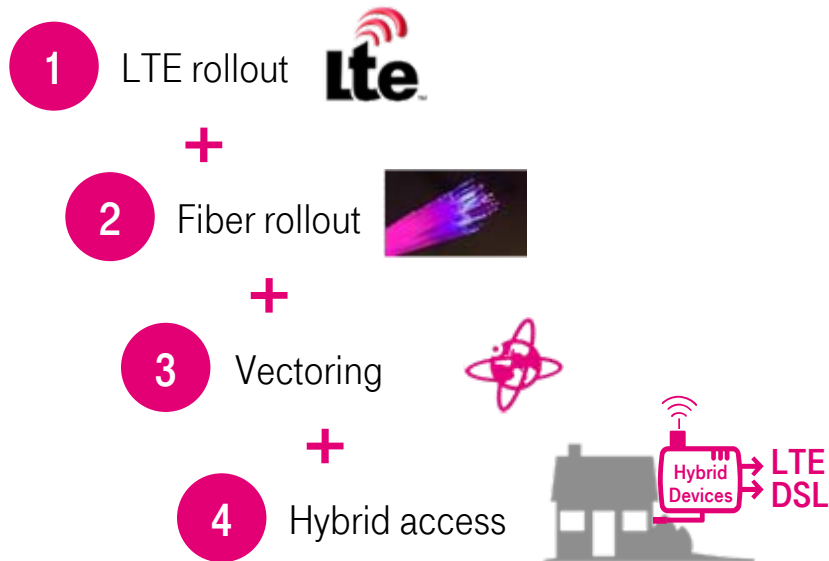 1 LTE rollout lte
+
2 Fiber rollout
+
3 Vectoring
+
4 Hybrid access
Hybrid
Devices
LTE
DSL